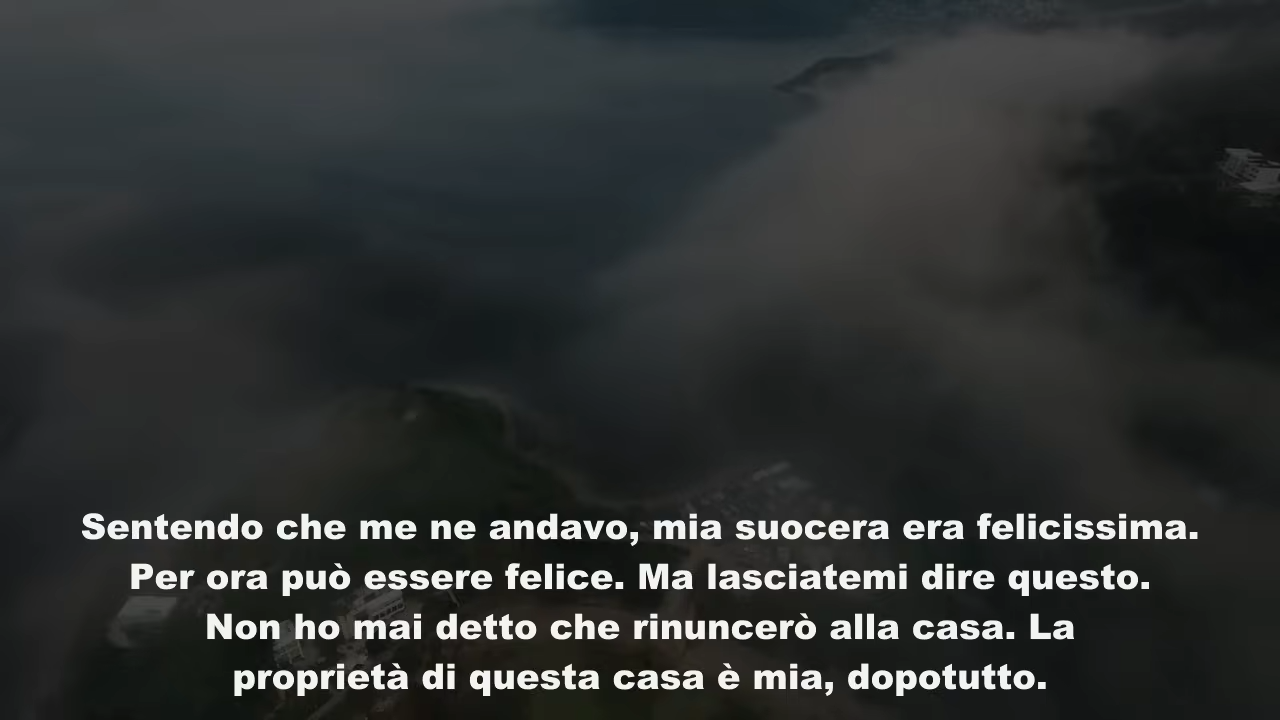 Sentendo che me ne andavo, mia suocera era felicissima.
Per ora può essere felice. Ma lasciatemi dire questo.
Non ho mai detto che rinuncerò alla casa. La
proprietà di questa casa è mia, dopotutto.